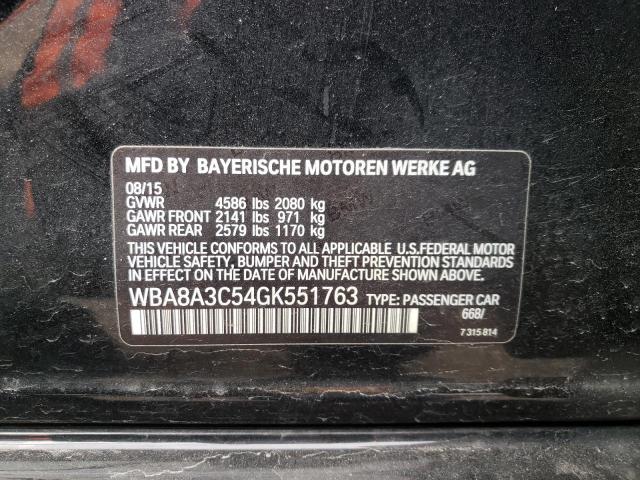 MFD BY BAYERISCHE MOTOREN WERKE AG
08/15
GVWR 4586 lbs 2080 kg
GAWR FRONT 2141 lbs 971 kg
GAWR REAR 2579 lbs 1170 kg
THIS VEHICLE CONFORMS TO ALL APPLICABLE U.S.FEDERAL MOTOR
VEHICLE SAFETY, BUMPER AND THEFT PREVENTION STANDARDS
IN EFFECT ON THE DATE OF MANUFACTURE SHOWN ABOVE.
WBA8A3C54GK551763 TYPE: PASSENGER CAR
668/
7 315 814